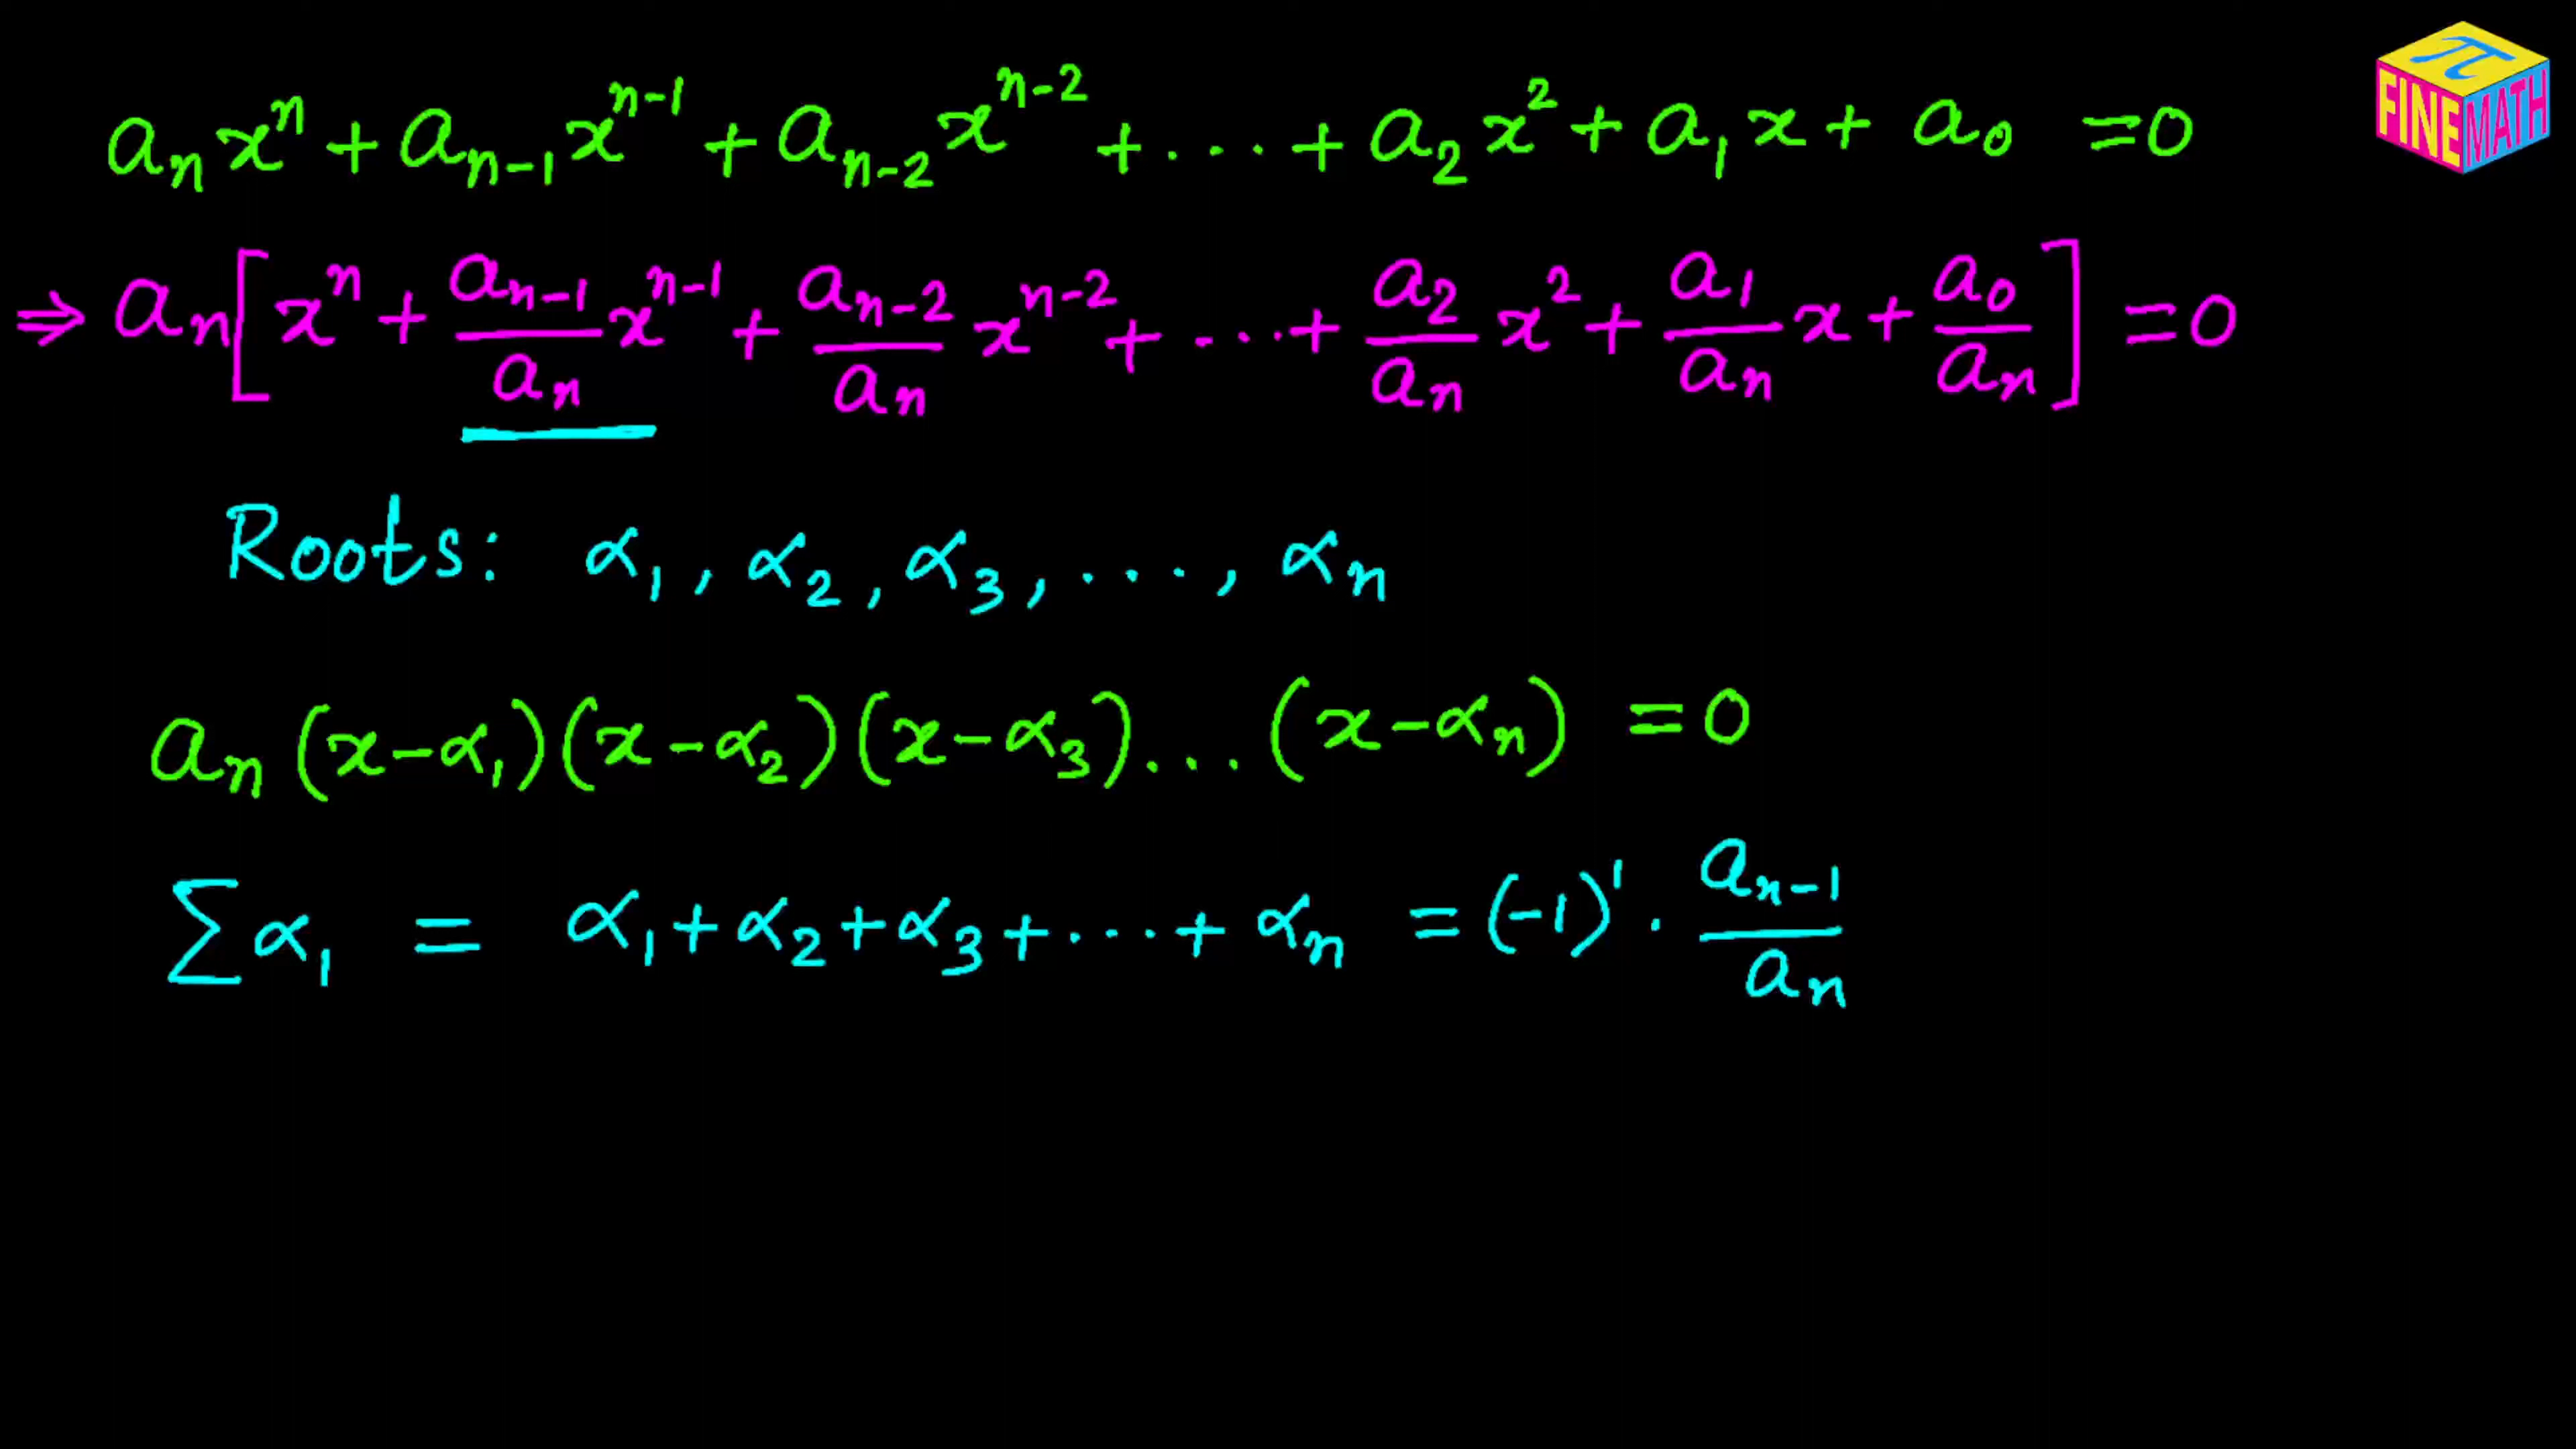 aₙxⁿ + aₙ₋₁xⁿ⁻¹ + aₙ₋₂xⁿ⁻² + ... + a₂x² + a₁x + a₀ = 0
π FINE MATH
⇒ aₙ[xⁿ + (aₙ₋₁/aₙ)xⁿ⁻¹ + (aₙ₋₂/aₙ)xⁿ⁻² + ... + (a₂/aₙ)x² + (a₁/aₙ)x + a₀/aₙ] = 0
Roots: α₁, α₂, α₃, ..., αₙ
aₙ(x-α₁)(x-α₂)(x-α₃)...(x-αₙ) = 0
∑α₁ = α₁+α₂+α₃+...+αₙ = (-1)¹ · aₙ₋₁/aₙ